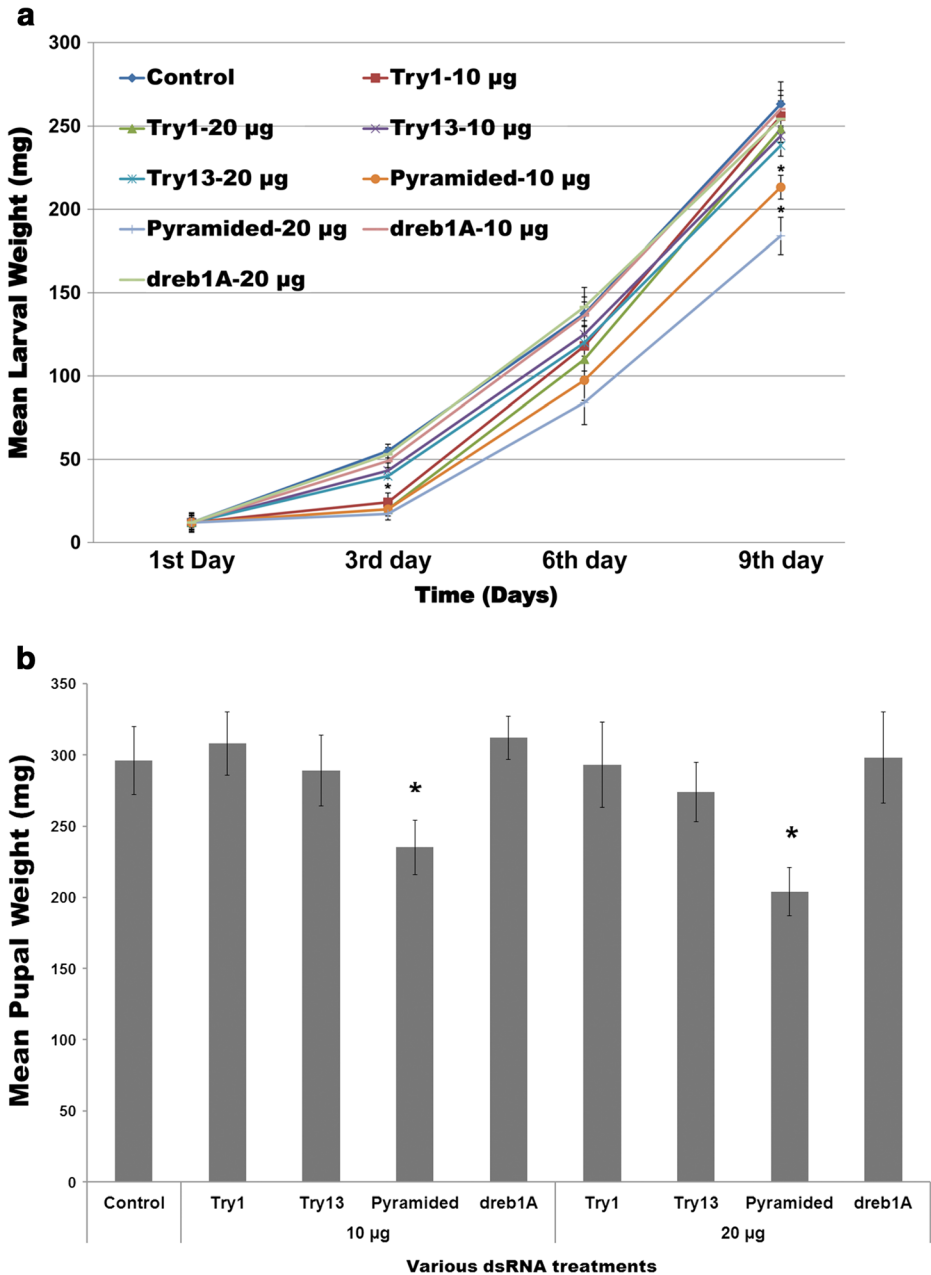 a
Mean Larval Weight (mg)
300
250
200
150
100
50
0
Control
Try1-10 µg
Try1-20 µg
Try13-10 µg
Try13-20 µg
Pyramided-10 µg
Pyramided-20 µg
dreb1A-10 µg
dreb1A-20 µg
*
*
*
1st Day
3rd day
6th day
9th day
Time (Days)
b
Mean Pupal Weight (mg)
350
300
250
200
150
100
50
0
*
*
Control
Try1
Try13
Pyramided
dreb1A
Try1
Try13
Pyramided
dreb1A
10 µg
20 µg
Various dsRNA treatments